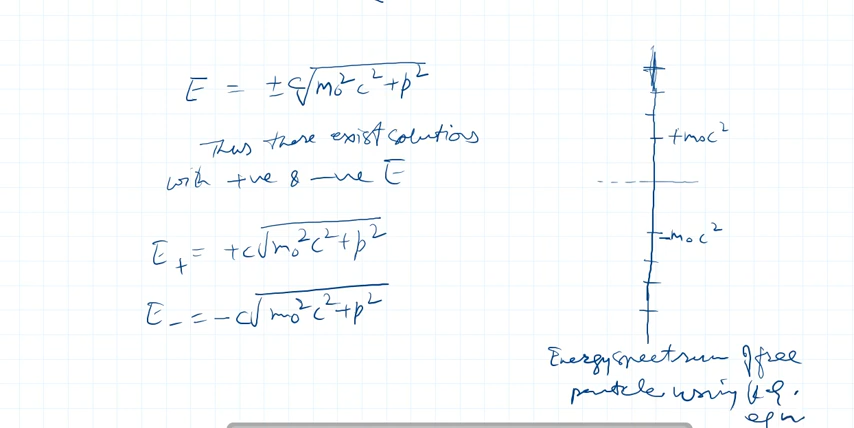 E = ±c√(m₀²c²+p²)
Thus there exist solutions
with +ve & -ve E
E₊ = +c√(m₀²c²+p²)
E₋ = -c√(m₀²c²+p²)
+m₀c²
-m₀c²
Energy spectrum of free
particle using K.G.
eqn